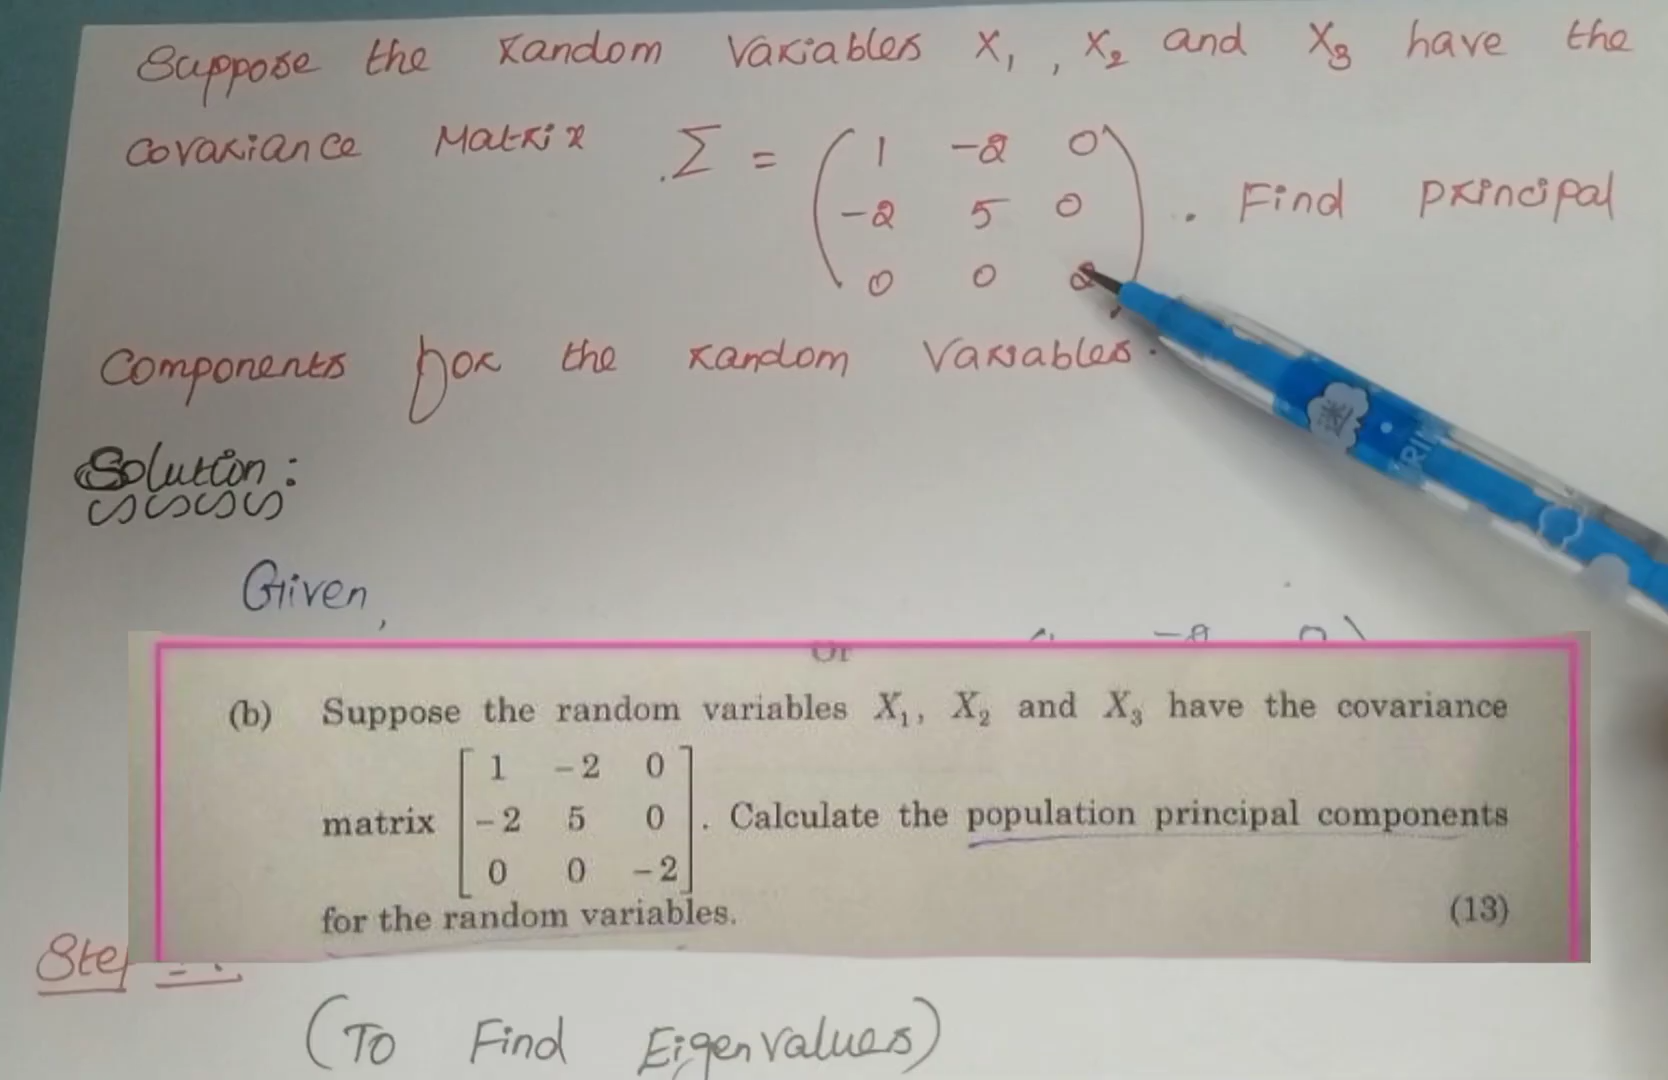 Suppose the random variables X₁, X₂ and X₃ have the
covariance Matrix Σ = ( 1 -2 0
-2 5 0
0 0 2 ). Find principal
components for the random variables.
Solution:
Given,
-2 0 )
Or
(b) Suppose the random variables X₁, X₂ and X₃ have the covariance
matrix [ 1 -2 0
-2 5 0
0 0 -2 ]. Calculate the population principal components
for the random variables. (13)
Step
(To Find Eigenvalues)